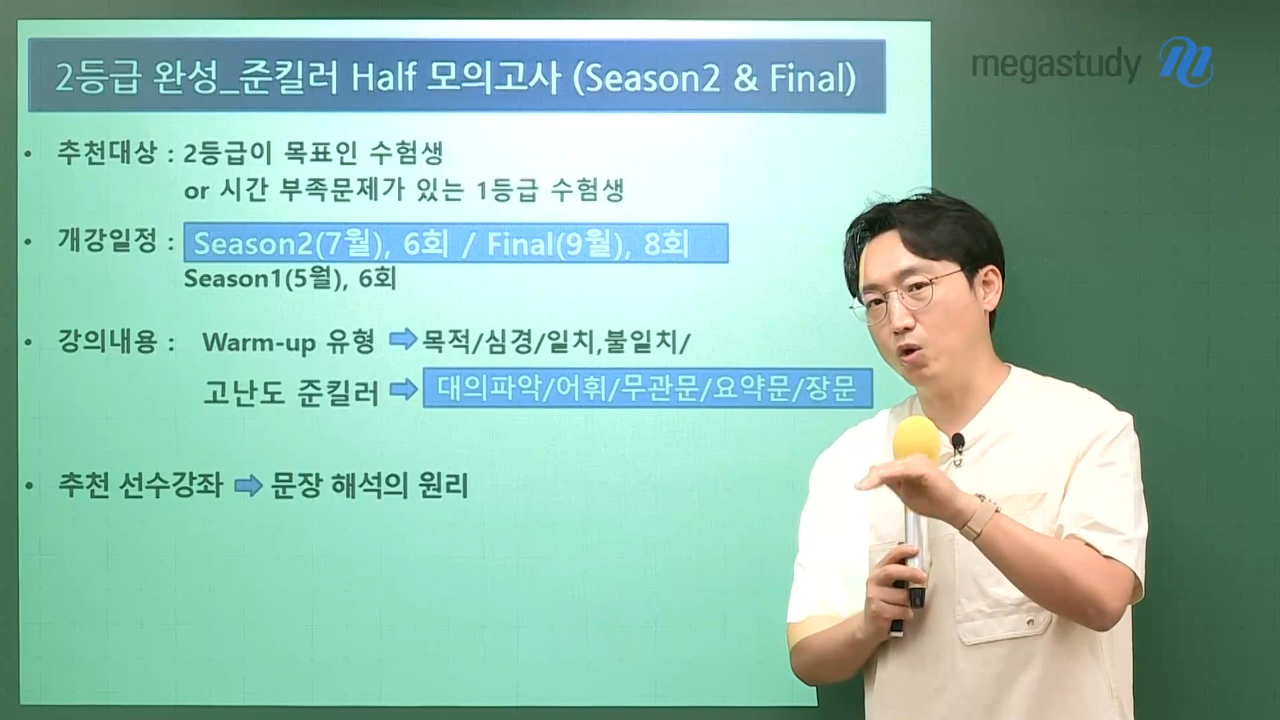 megastudy
2등급 완성_준킬러 Half 모의고사 (Season2 & Final)
• 추천대상 : 2등급이 목표인 수험생
or 시간 부족문제가 있는 1등급 수험생
• 개강일정 : Season2(7월), 6회 / Final(9월), 8회
Season1(5월), 6회
• 강의내용 : Warm-up 유형 ➡ 목적/심경/일치,불일치/
고난도 준킬러 ➡ 대의파악/어휘/무관문/요약문/장문
• 추천 선수강좌 ➡ 문장 해석의 원리